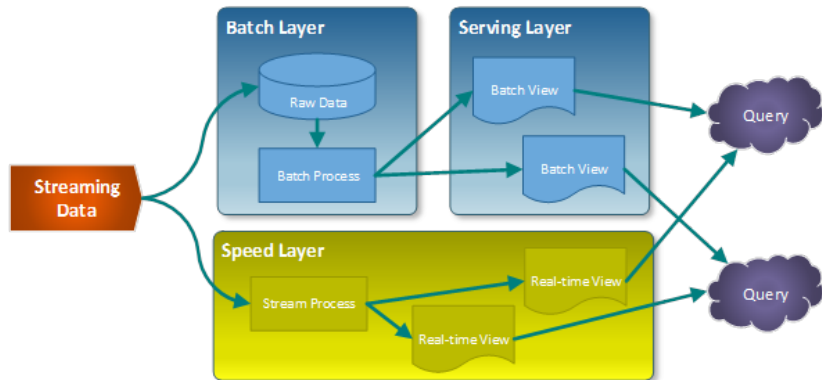 Batch Layer
Raw Data
Batch Process
Serving Layer
Batch View
Batch View
Query
Streaming
Data
Speed Layer
Stream Process
Real-time View
Real-time View
Query